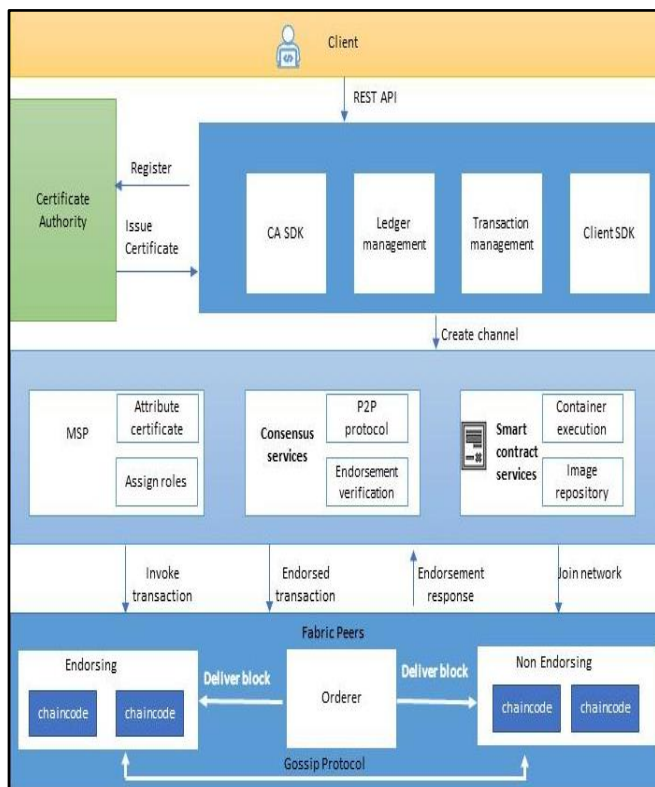 Client
REST API
Certificate
Authority
Register
Issue
Certificate
CA SDK
Ledger
management
Transaction
management
Client SDK
Create channel
MSP
Attribute
certificate
Assign roles
Consensus
services
P2P
protocol
Endorsement
verification
Smart
contract
services
Container
execution
Image
repository
Invoke
transaction
Endorsed
transaction
Endorsement
response
Join network
Fabric Peers
Endorsing
chaincode
chaincode
Deliver block
Orderer
Deliver block
Non Endorsing
chaincode
chaincode
Gossip Protocol